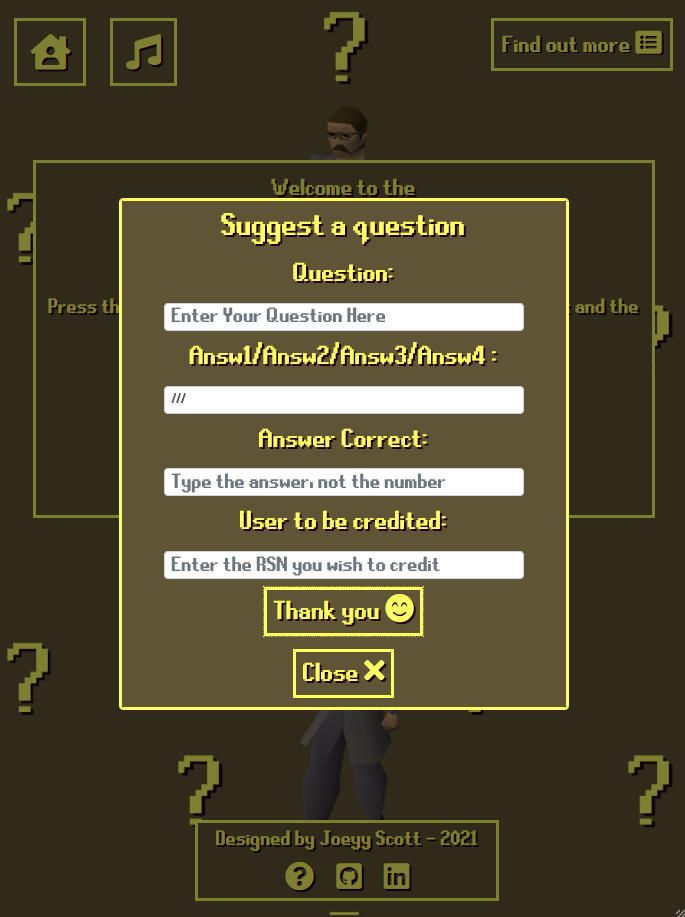 Find out more
Welcome to the
Suggest a question
Question:
Press th
t and the
Enter Your Question Here
Answ1/Answ2/Answ3/Answ4 :
///
Answer Correct:
Type the answer, not the number
User to be credited:
Enter the RSN you wish to credit
Thank you
Close
Designed by Joeyy Scott - 2021